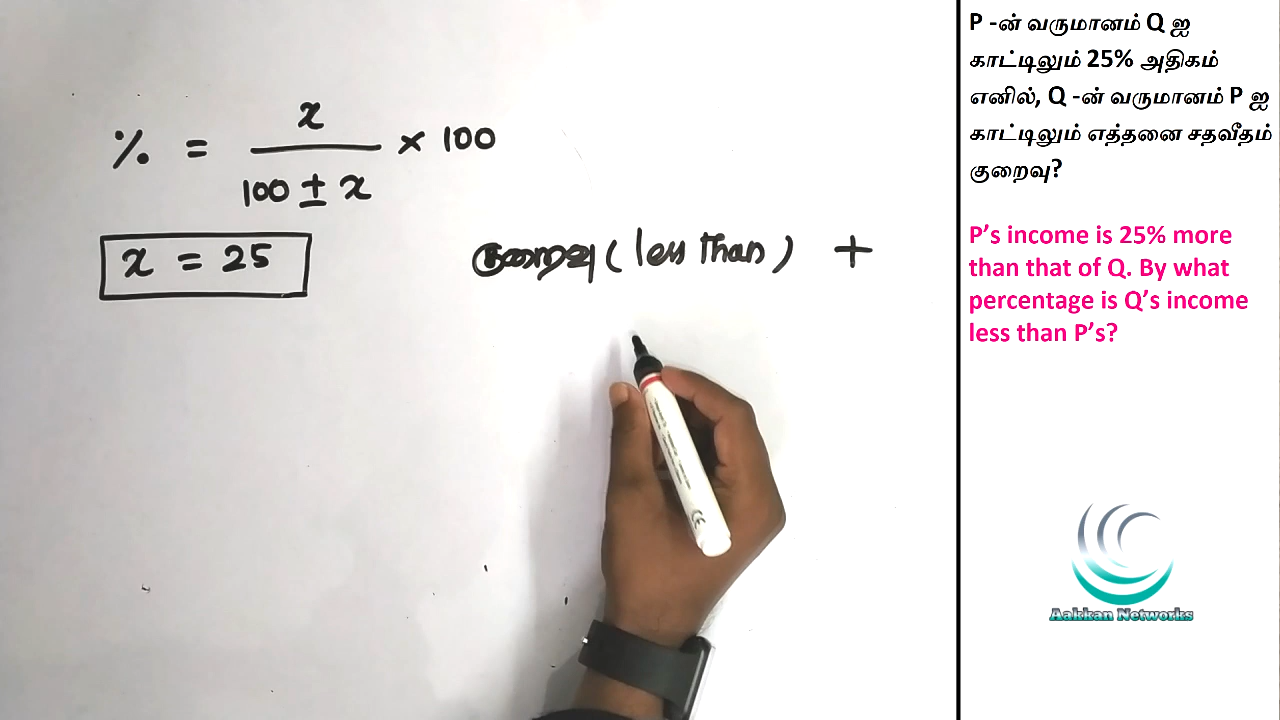 % = x / 100 ± x × 100
x = 25
குறைவு ( less than ) +
P -ன் வருமானம் Q ஐ
காட்டிலும் 25% அதிகம்
எனில், Q -ன் வருமானம் P ஐ
காட்டிலும் எத்தனை சதவீதம்
குறைவு?
P’s income is 25% more
than that of Q. By what
percentage is Q’s income
less than P’s?
Aakkan Networks